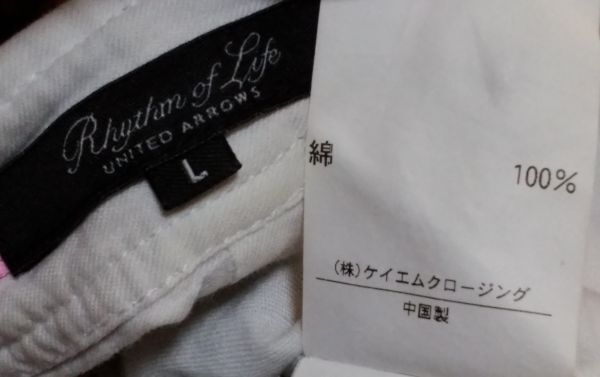 Rhythm of Life
UNITED ARROWS
L
綿 100%
(株)ケイエムクロージング
中国製